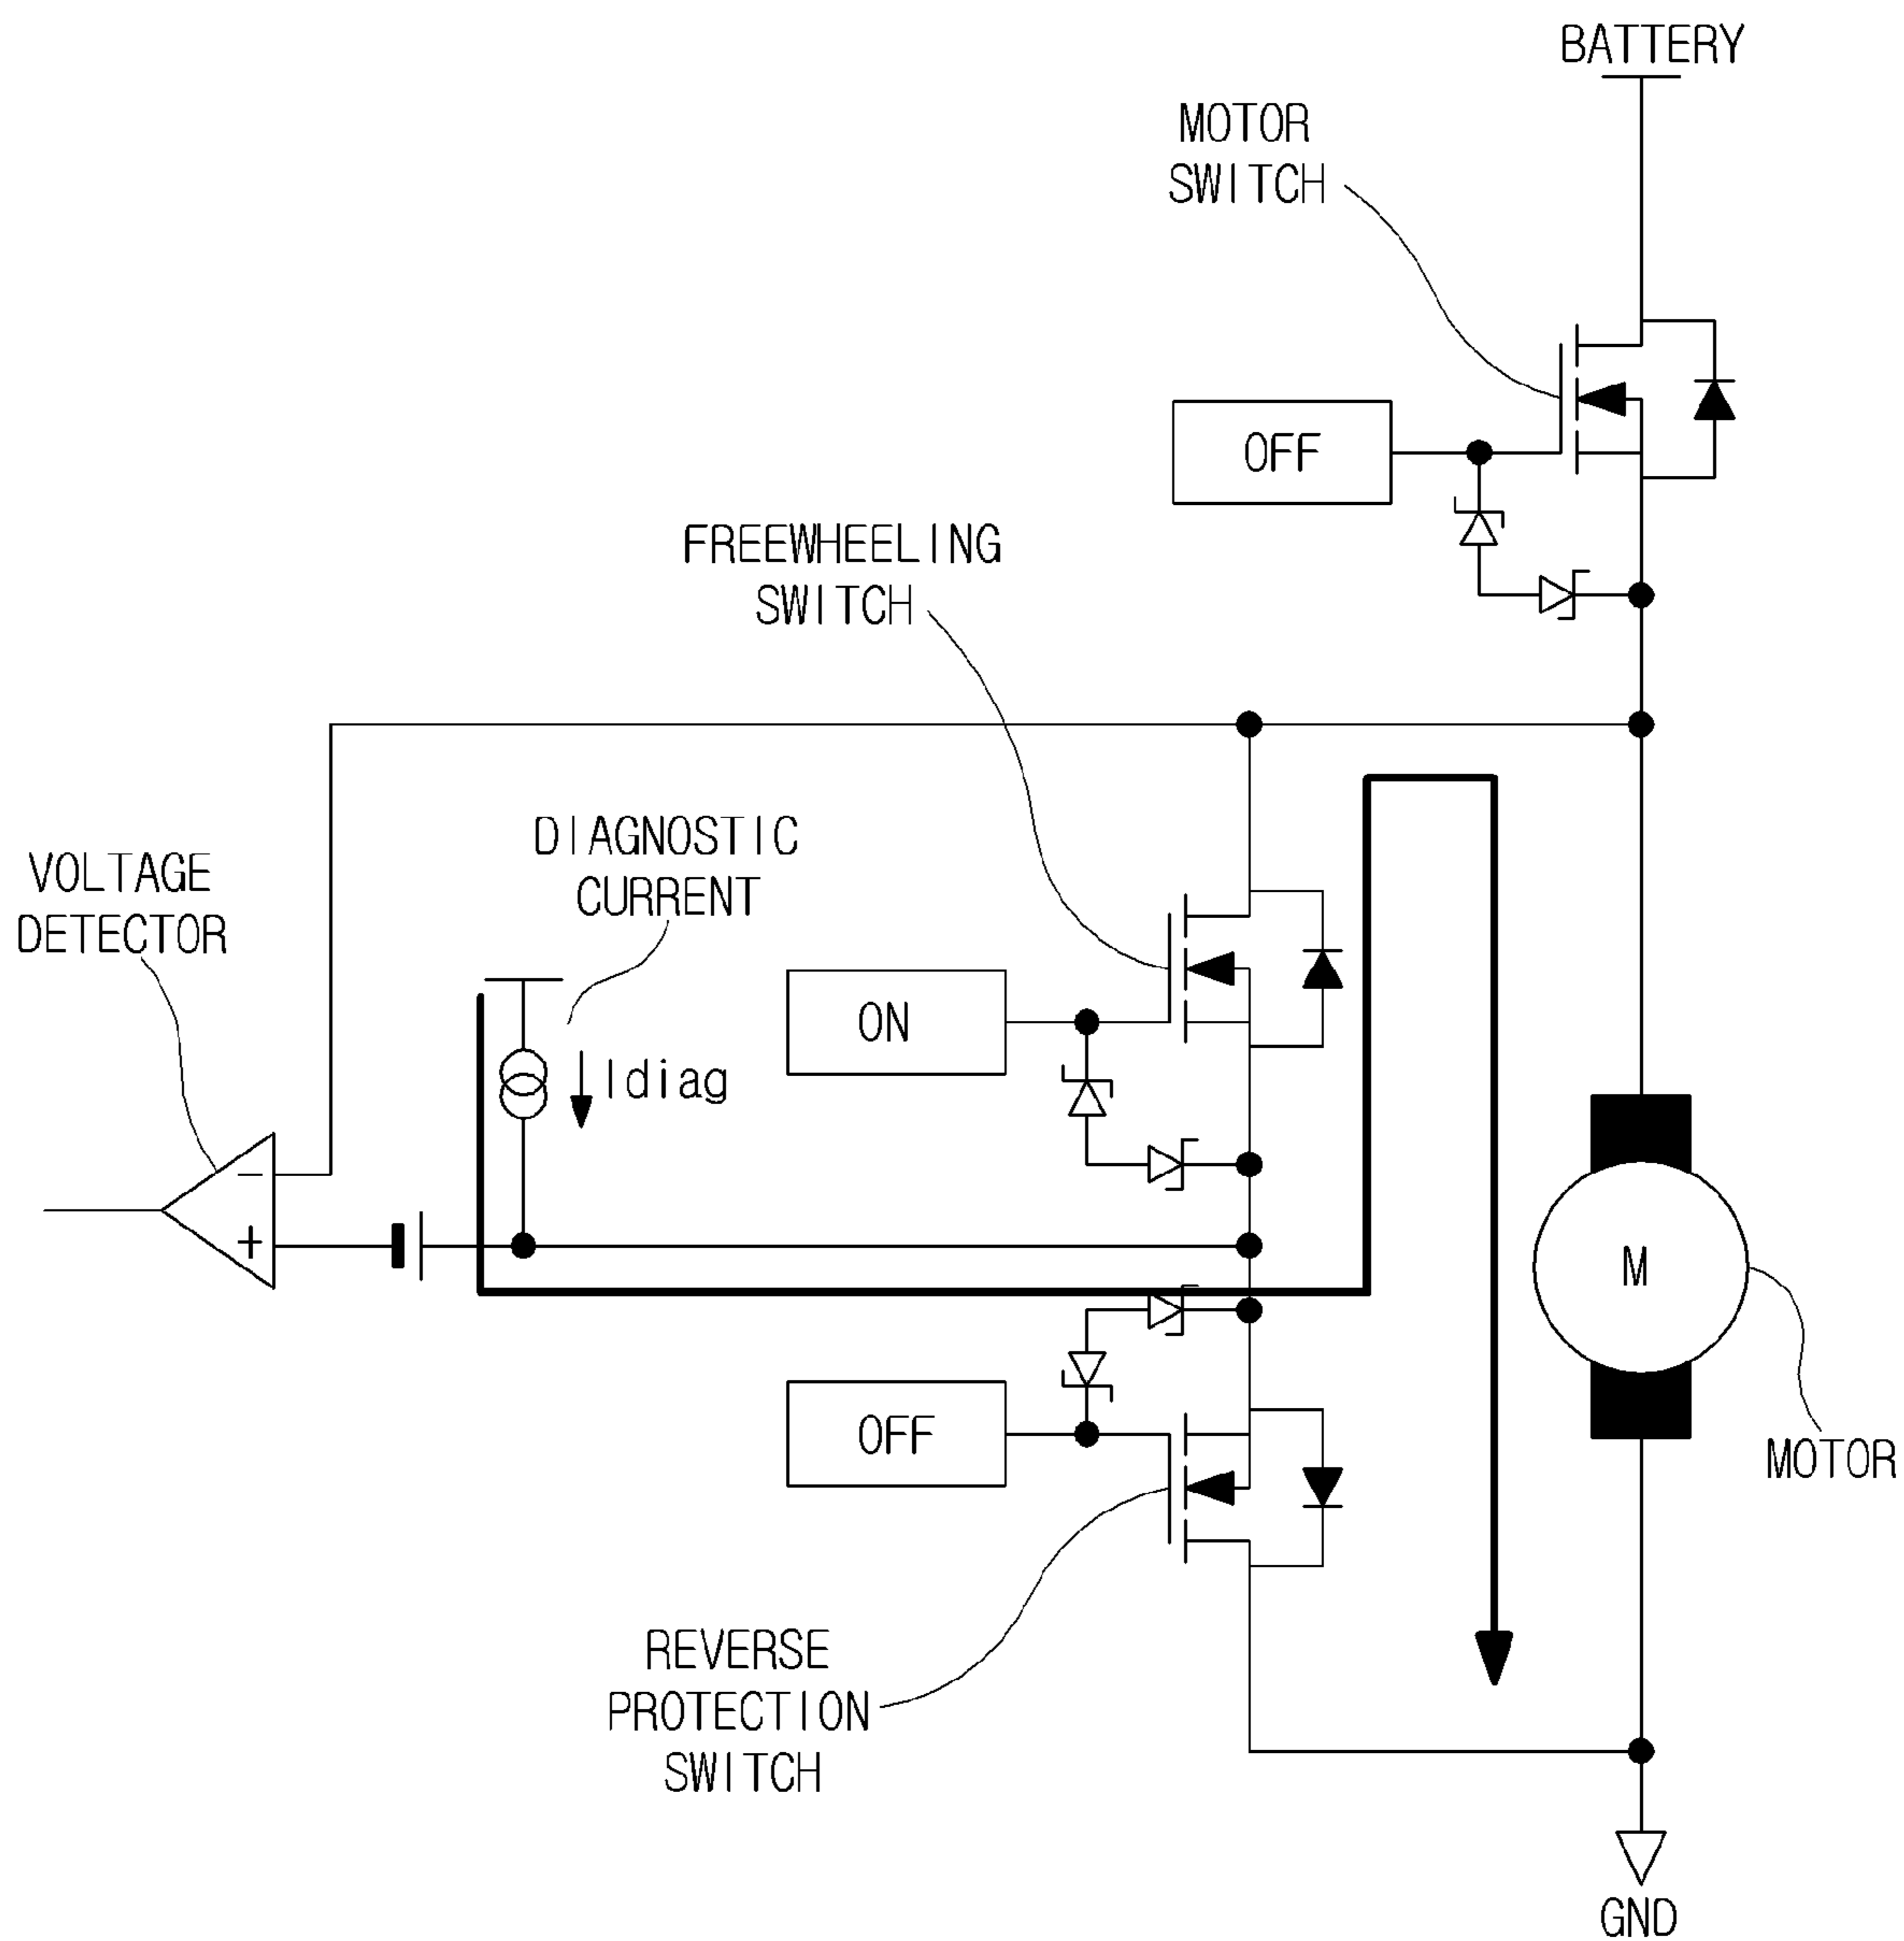 BATTERY
MOTOR
SWITCH
OFF
FREEWHEELING
SWITCH
DIAGNOSTIC
CURRENT
VOLTAGE
DETECTOR
ON
Idiag
−
+
M
OFF
MOTOR
REVERSE
PROTECTION
SWITCH
GND